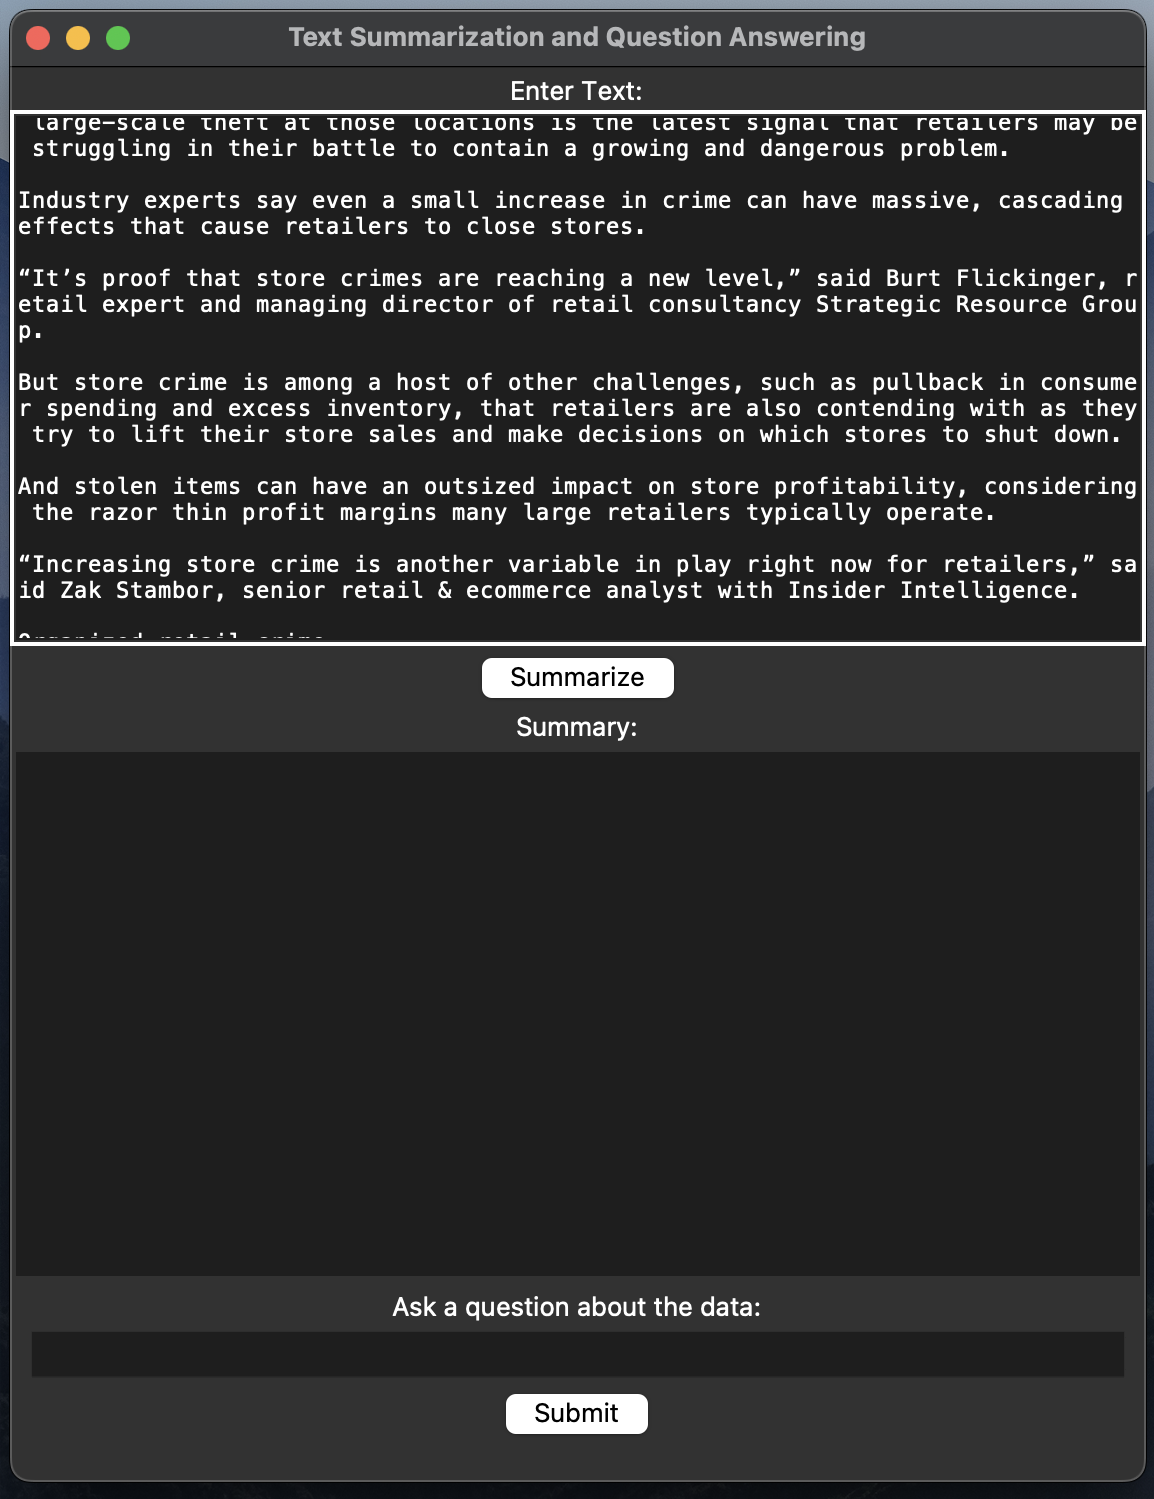 Text Summarization and Question Answering
Enter Text:
large-scale theft at those locations is the latest signal that retailers may be
struggling in their battle to contain a growing and dangerous problem.
Industry experts say even a small increase in crime can have massive, cascading
effects that cause retailers to close stores.
“It’s proof that store crimes are reaching a new level,” said Burt Flickinger, r
etail expert and managing director of retail consultancy Strategic Resource Grou
p.
But store crime is among a host of other challenges, such as pullback in consume
r spending and excess inventory, that retailers are also contending with as they
try to lift their store sales and make decisions on which stores to shut down.
And stolen items can have an outsized impact on store profitability, considering
the razor thin profit margins many large retailers typically operate.
“Increasing store crime is another variable in play right now for retailers,” sa
id Zak Stambor, senior retail & ecommerce analyst with Insider Intelligence.
Organized retail crime
Summarize
Summary:
Ask a question about the data:
Submit